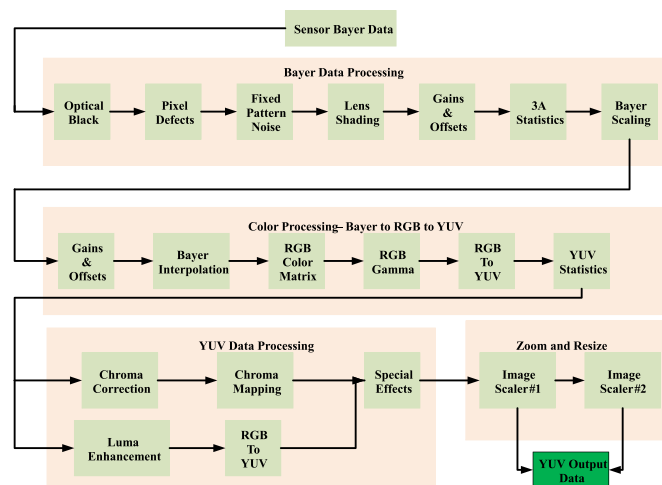 Sensor Bayer Data
Bayer Data Processing
Optical
Black
Pixel
Defects
Fixed
Pattern
Noise
Lens
Shading
Gains
&
Offsets
3A
Statistics
Bayer
Scaling
Color Processing– Bayer to RGB to YUV
Gains
&
Offsets
Bayer
Interpolation
RGB
Color
Matrix
RGB
Gamma
RGB
To
YUV
YUV
Statistics
YUV Data Processing
Chroma
Correction
Chroma
Mapping
Special
Effects
Luma
Enhancement
RGB
To
YUV
Zoom and Resize
Image
Scaler#1
Image
Scaler#2
YUV Output
Data